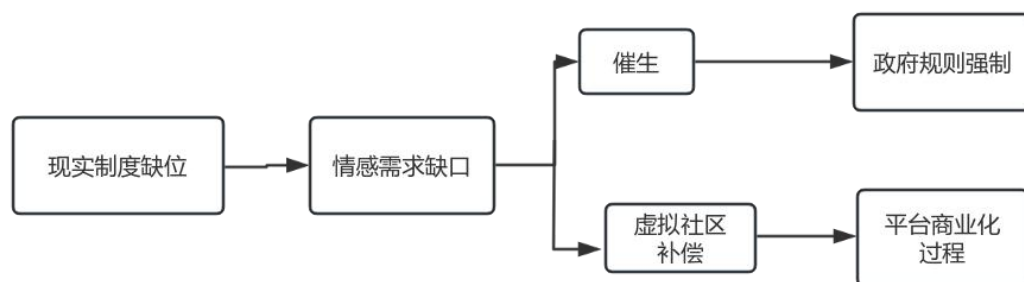 现实制度缺位
情感需求缺口
催生
政府规则强制
虚拟社区
补偿
平台商业化
过程